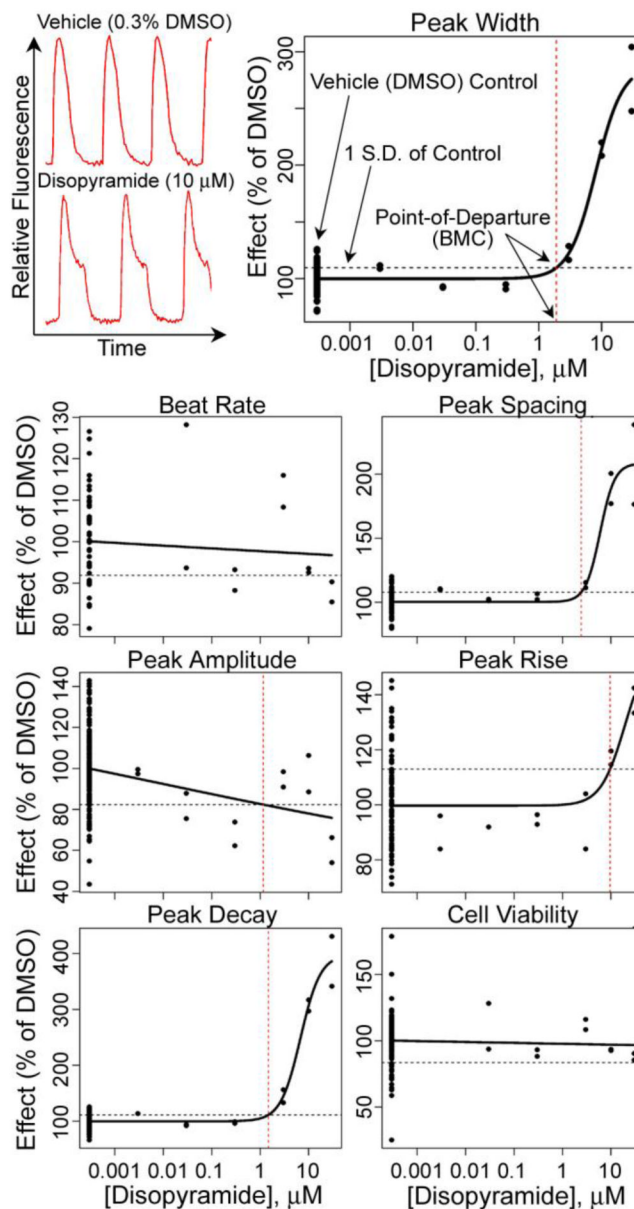 Vehicle (0.3% DMSO)
Relative Fluorescence
Disopyramide (10 μM)
Time
Peak Width
Effect (% of DMSO)
300
200
100
Vehicle (DMSO) Control
1 S.D. of Control
Point-of-Departure
(BMC)
0.001 0.01 0.1 1 10
[Disopyramide], μM
Beat Rate
Effect (% of DMSO)
130
120
110
100
90
80
Peak Spacing
200
150
100
Peak Amplitude
Effect (% of DMSO)
140
120
100
80
60
40
Peak Rise
140
120
100
80
Peak Decay
Effect (% of DMSO)
400
300
200
100
0.001 0.01 0.1 1 10
[Disopyramide], μM
Cell Viability
150
100
50
0.001 0.01 0.1 1 10
[Disopyramide], μM